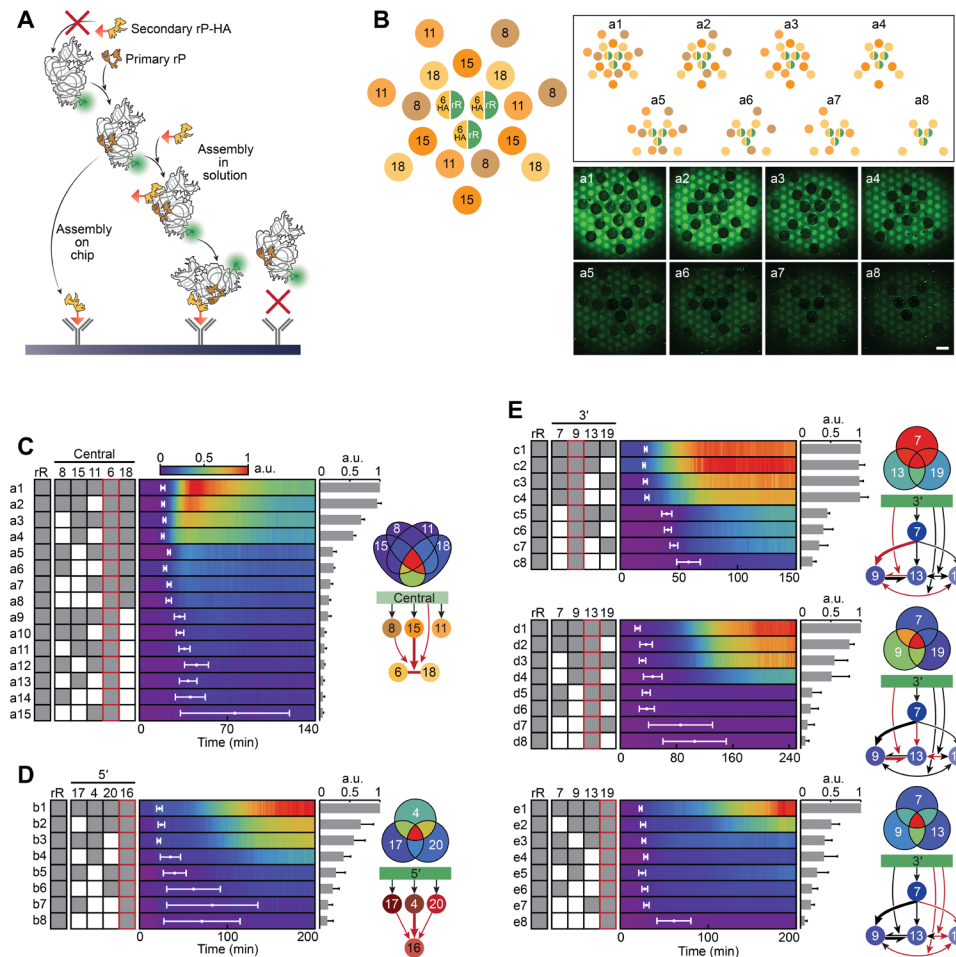 A
Secondary rP-HA
Primary rP
Assembly
in
solution
Assembly
on
chip
B
11
8
15
18
18
11
8
6
HA
rR
6
HA
rR
11
6
HA
rR
15
15
18
11
8
18
15
a1
a2
a3
a4
a5
a6
a7
a8
a1
a2
a3
a4
a5
a6
a7
a8
C
Central
rR 8 15 11 6 18
0 0.5 1
a.u.
a.u.
0 1
a1
a2
a3
a4
a5
a6
a7
a8
a9
a10
a11
a12
a13
a14
a15
0 70 140
Time (min)
8 11
15 18
Central
8 15 11
6 18
D
5′
rR 17 4 20 16
a.u.
0 1
b1
b2
b3
b4
b5
b6
b7
b8
0 100 200
Time (min)
4
17 20
5′
17 4 20
16
E
3′
rR 7 9 13 19
a.u.
0 0.5 1
c1
c2
c3
c4
c5
c6
c7
c8
0 50 100 150
7
13 19
3′
7
9 13
rR 7 9 13 19
a.u.
0 0.5 1
d1
d2
d3
d4
d5
d6
d7
d8
0 80 160 240
7
9 19
3′
7
9 13
rR 7 9 13 19
a.u.
0 0.5 1
e1
e2
e3
e4
e5
e6
e7
e8
0 100 200
Time (min)
7
9 13
3′
7
9 13